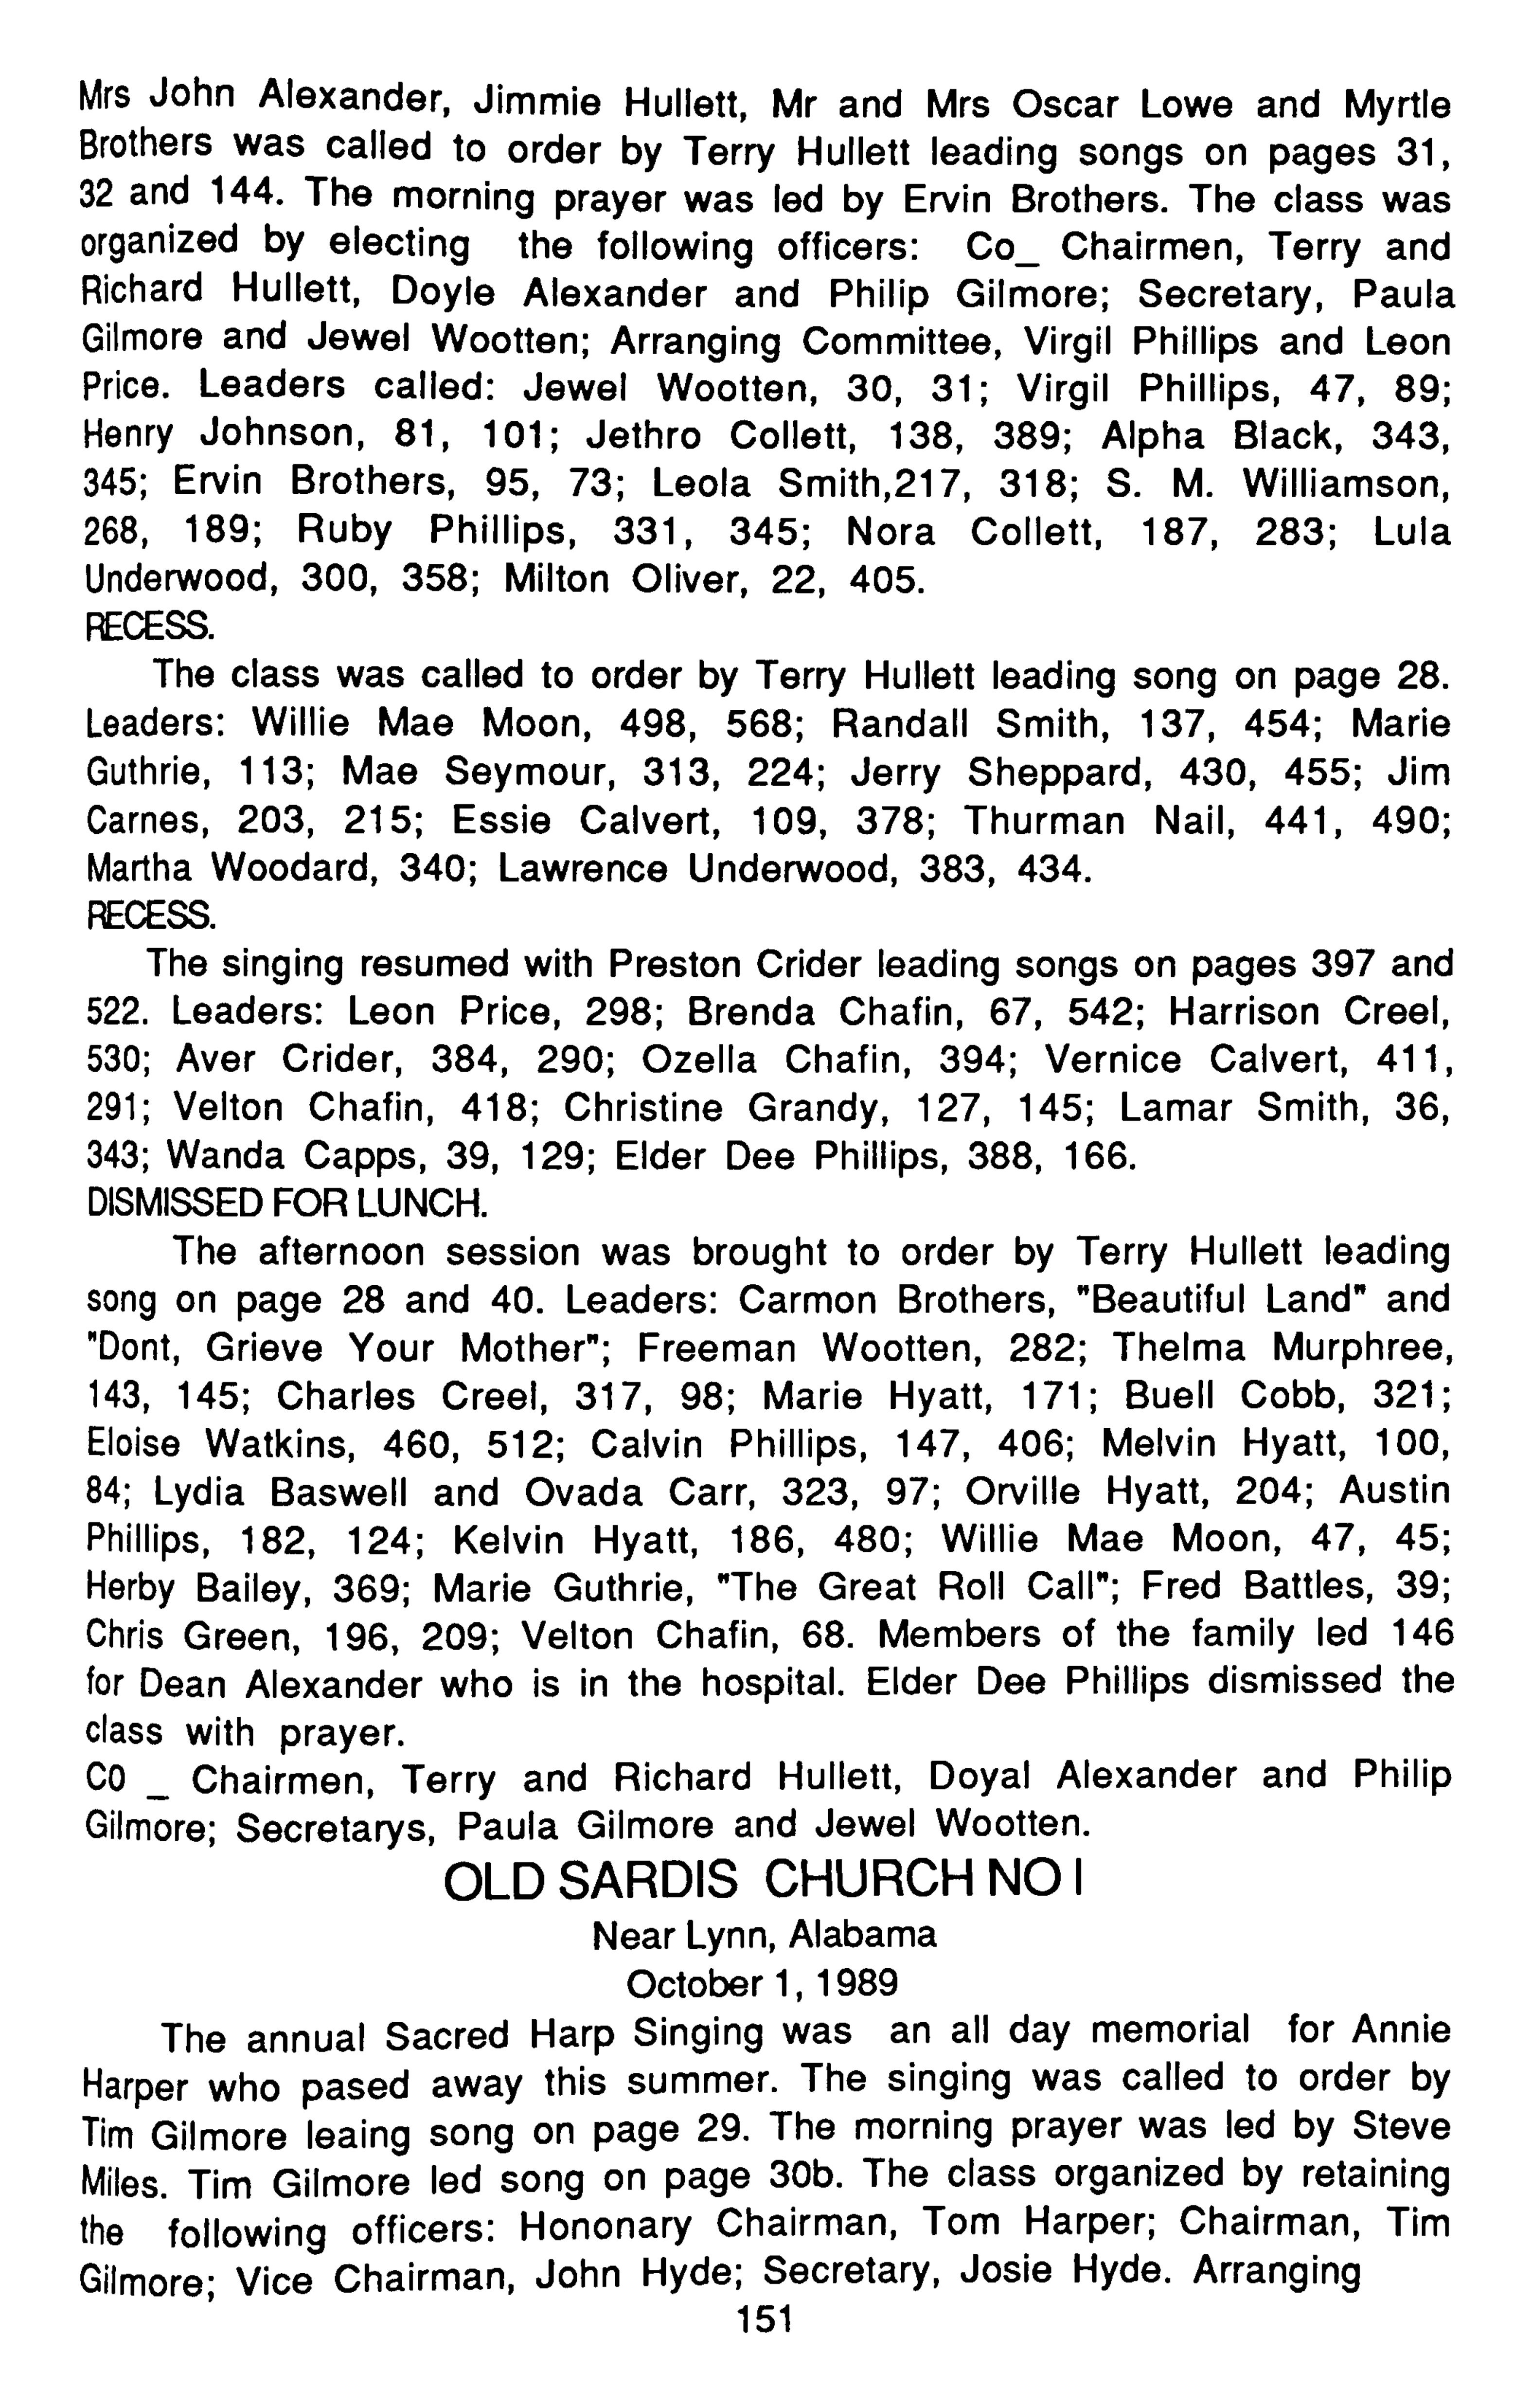 Mrs John Alexander, Jimmie Hullett, Mr and Mrs Oscar Lowe and Myrtle
Brothers was called to order by Terry Hullett leading songs on pages 31,
32 and 144. The morning prayer was led by Ervin Brothers. The class was
organized by electing the following officers: Co_ Chairmen, Terry and
Richard Hullett, Doyle Alexander and Philip Gilmore; Secretary, Paula
Gilmore and Jewel Wootten; Arranging Committee, Virgil Phillips and Leon
Price. Leaders called: Jewel Wootten, 30, 31; Virgil Phillips, 47, 89;
Henry Johnson, 81, 101; Jethro Collett, 138, 389; Alpha Black, 343,
345; Ervin Brothers, 95, 73; Leola Smith,217, 318; S. M. Williamson,
268, 189; Ruby Phillips, 331, 345; Nora Collett, 187, 283; Lula
Underwood, 300, 358; Milton Oliver, 22, 405.
RECESS.
The class was called to order by Terry Hullett leading song on page 28.
Leaders: Willie Mae Moon, 498, 568; Randall Smith, 137, 454; Marie
Guthrie, 113; Mae Seymour, 313, 224; Jerry Sheppard, 430, 455; Jim
Carnes, 203, 215; Essie Calvert, 109, 378; Thurman Nail, 441, 490;
Martha Woodard, 340; Lawrence Underwood, 383, 434.
RECESS.
The singing resumed with Preston Crider leading songs on pages 397 and
522. Leaders: Leon Price, 298; Brenda Chafin, 67, 542; Harrison Creel,
530; Aver Crider, 384, 290; Ozella Chafin, 394; Vernice Calvert, 411,
291; Velton Chafin, 418; Christine Grandy, 127, 145; Lamar Smith, 36,
343; Wanda Capps, 39, 129; Elder Dee Phillips, 388, 166.
DISMISSED FOR LUNCH.
The afternoon session was brought to order by Terry Hullett leading
song on page 28 and 40. Leaders: Carmon Brothers, "Beautiful Land" and
"Dont, Grieve Your Mother"; Freeman Wootten, 282; Thelma Murphree,
143, 145; Charles Creel, 317, 98; Marie Hyatt, 171; Buell Cobb, 321;
Eloise Watkins, 460, 512; Calvin Phillips, 147, 406; Melvin Hyatt, 100,
84; Lydia Baswell and Ovada Carr, 323, 97; Orville Hyatt, 204; Austin
Phillips, 182, 124; Kelvin Hyatt, 186, 480; Willie Mae Moon, 47, 45;
Herby Bailey, 369; Marie Guthrie, "The Great Roll Call"; Fred Battles, 39;
Chris Green, 196, 209; Velton Chafin, 68. Members of the family led 146
for Dean Alexander who is in the hospital. Elder Dee Phillips dismissed the
class with prayer.
CO _ Chairmen, Terry and Richard Hullett, Doyal Alexander and Philip
Gilmore; Secretarys, Paula Gilmore and Jewel Wootten.
OLD SARDIS CHURCH NO I
Near Lynn, Alabama
October 1, 1989
The annual Sacred Harp Singing was an all day memorial for Annie
Harper who pased away this summer. The singing was called to order by
Tim Gilmore leaing song on page 29. The morning prayer was led by Steve
Miles. Tim Gilmore led song on page 30b. The class organized by retaining
the following officers: Hononary Chairman, Tom Harper; Chairman, Tim
Gilmore; Vice Chairman, John Hyde; Secretary, Josie Hyde. Arranging
151